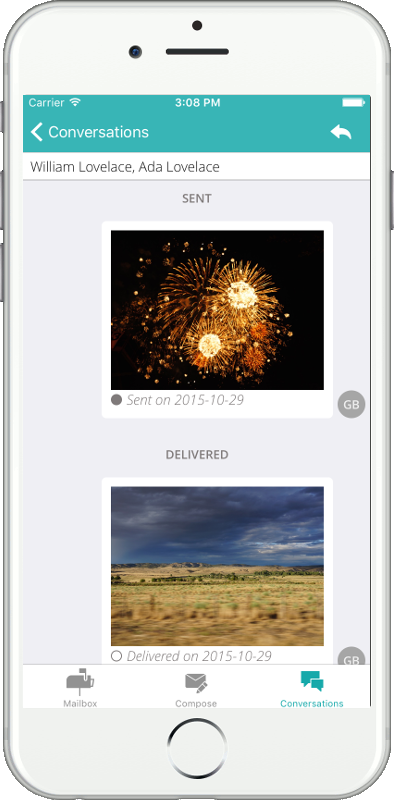 Carrier 3:08 PM
Conversations
William Lovelace, Ada Lovelace
SENT
Sent on 2015-10-29
GB
DELIVERED
Delivered on 2015-10-29
GB
Mailbox Compose Conversations